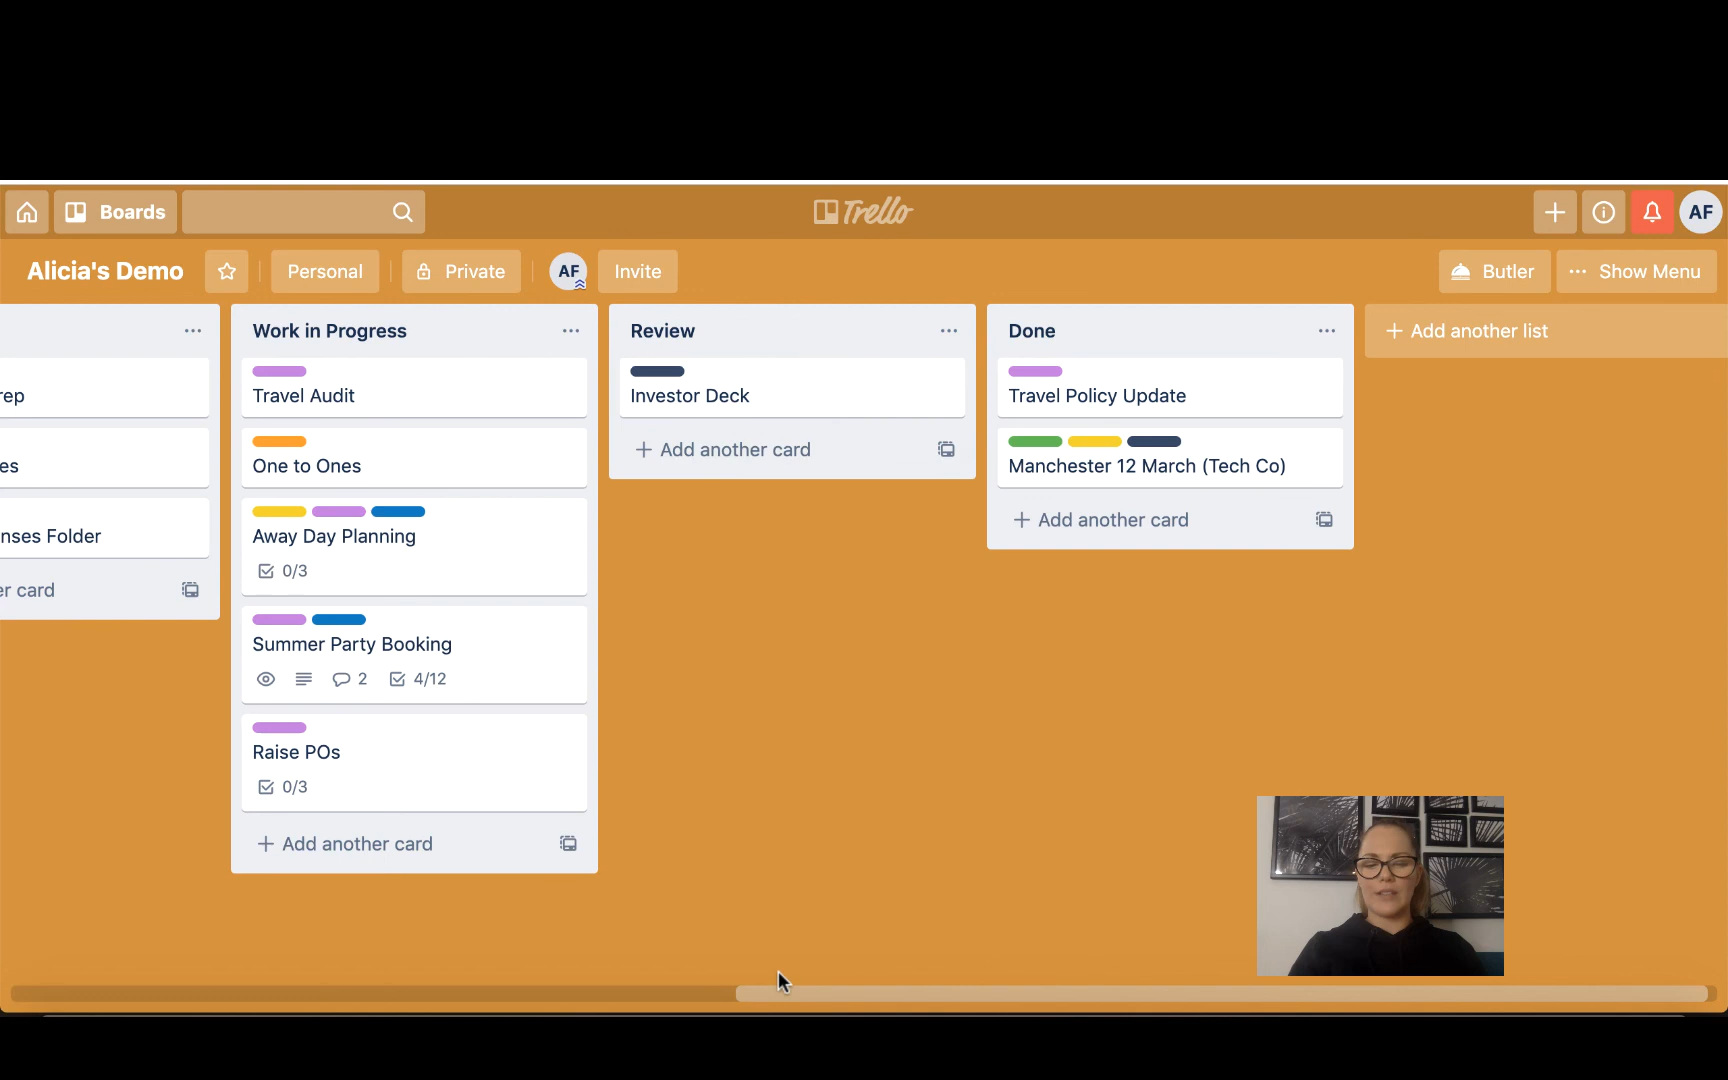 Boards
Trello
AF
Alicia's Demo
Personal
Private
AF
Invite
Butler
Show Menu
rep
es
nses Folder
er card
Work in Progress
Travel Audit
One to Ones
Away Day Planning
0/3
Summer Party Booking
2
4/12
Raise POs
0/3
Add another card
Review
Investor Deck
Add another card
Done
Travel Policy Update
Manchester 12 March (Tech Co)
Add another card
Add another list